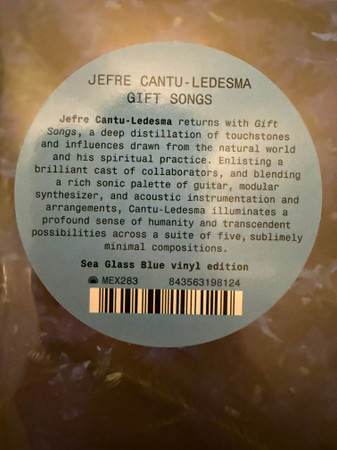 JEFRE CANTU-LEDESMA
GIFT SONGS
Jefre Cantu-Ledesma returns with Gift
Songs, a deep distillation of touchstones
and influences drawn from the natural world
and his spiritual practice. Enlisting a
brilliant cast of collaborators, and blending
a rich sonic palette of guitar, modular
synthesizer, and acoustic instrumentation and
arrangements, Cantu-Ledesma illuminates a
profound sense of humanity and transcendent
possibilities across a suite of five, sublimely
minimal compositions.
Sea Glass Blue vinyl edition
MEX283 843563198124